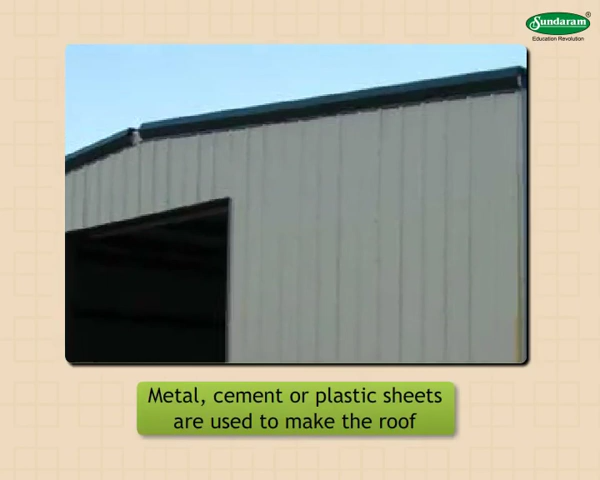 Sundaram®
Education Revolution
Metal, cement or plastic sheets
are used to make the roof